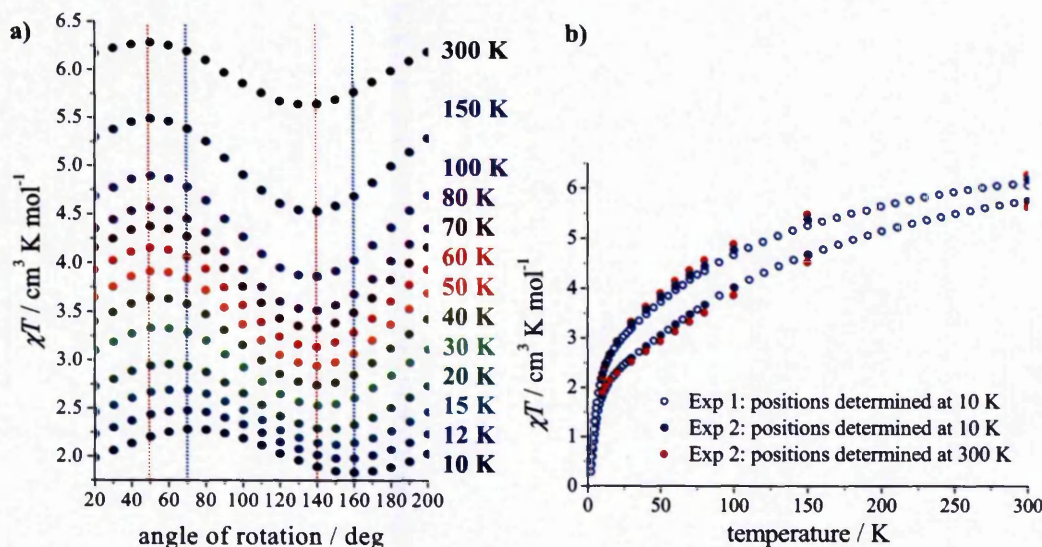 a)
6.5
6.0
5.5
5.0
4.5
4.0
3.5
3.0
2.5
2.0
χT / cm³ K mol⁻¹
300 K
150 K
100 K
80 K
70 K
60 K
50 K
40 K
30 K
20 K
15 K
12 K
10 K
20 40 60 80 100 120 140 160 180 200
angle of rotation / deg
b)
6
5
4
3
2
1
0
χT / cm³ K mol⁻¹
Exp 1: positions determined at 10 K
Exp 2: positions determined at 10 K
Exp 2: positions determined at 300 K
0 50 100 150 200 250 300
temperature / K